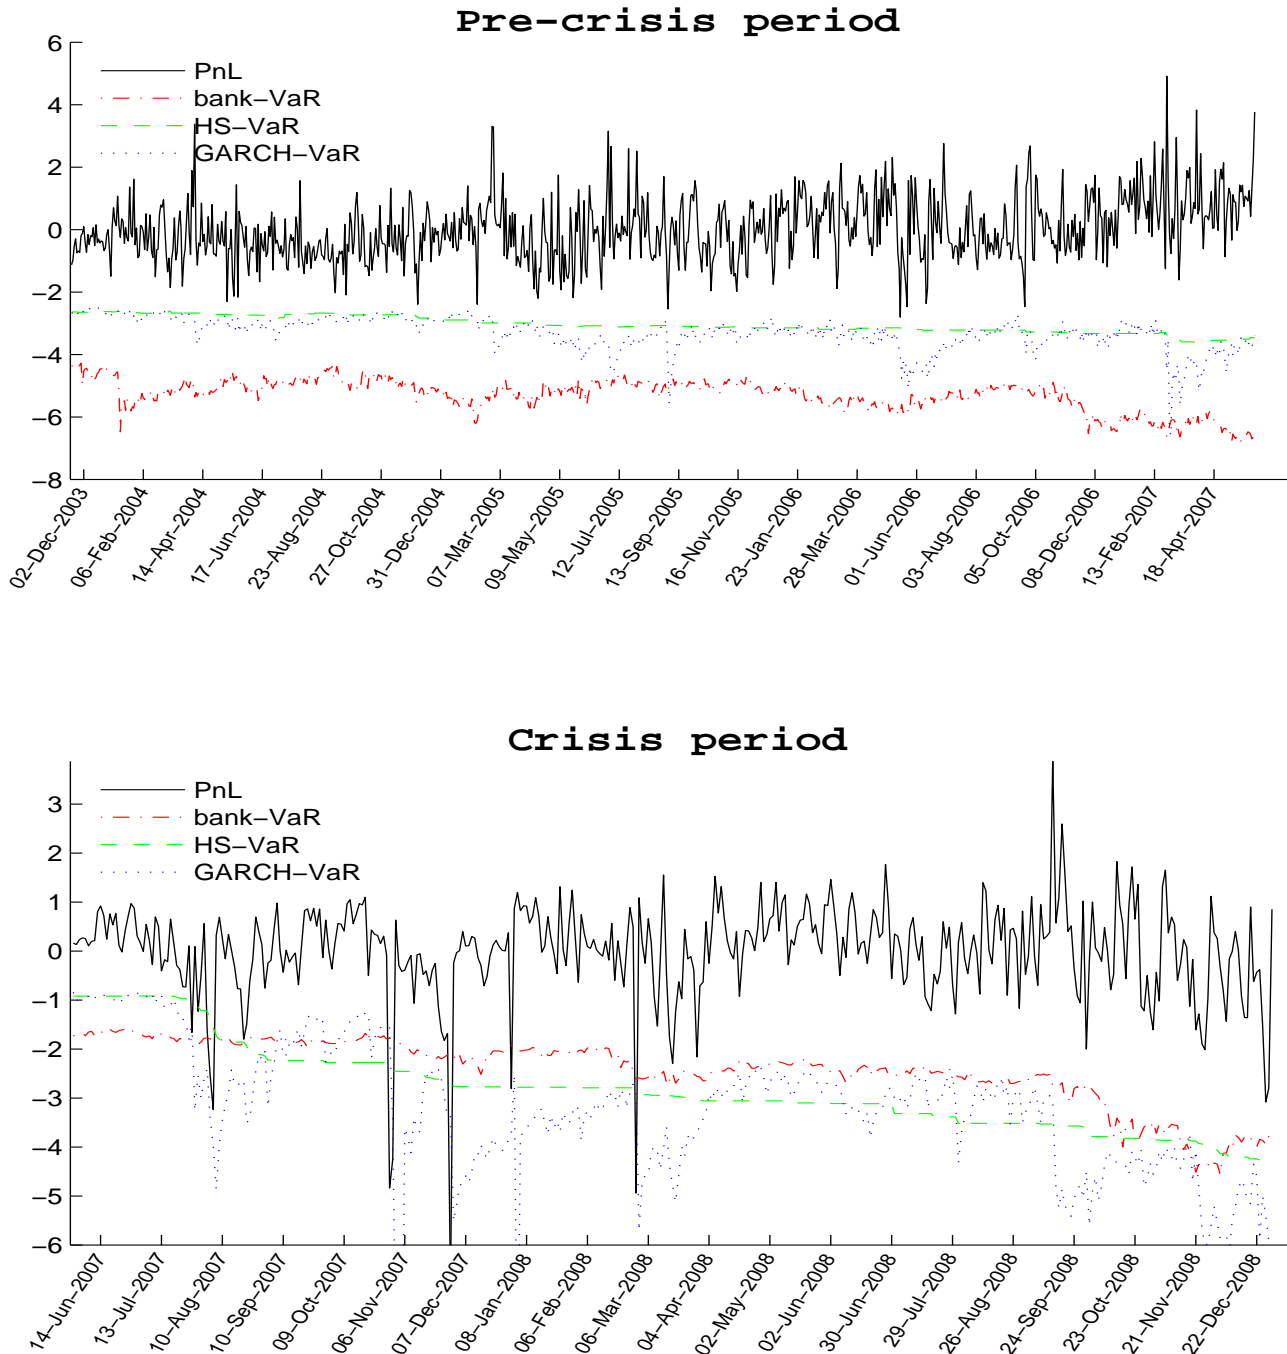 Pre-crisis period
6
4
2
0
−2
−4
−6
−8
PnL
bank-VaR
HS-VaR
GARCH-VaR
02-Dec-2003
06-Feb-2004
14-Apr-2004
17-Jun-2004
23-Aug-2004
27-Oct-2004
31-Dec-2004
07-Mar-2005
09-May-2005
12-Jul-2005
13-Sep-2005
16-Nov-2005
23-Jan-2006
28-Mar-2006
01-Jun-2006
03-Aug-2006
05-Oct-2006
08-Dec-2006
13-Feb-2007
18-Apr-2007
Crisis period
3
2
1
0
−1
−2
−3
−4
−5
−6
PnL
bank-VaR
HS-VaR
GARCH-VaR
14-Jun-2007
13-Jul-2007
10-Aug-2007
10-Sep-2007
09-Oct-2007
06-Nov-2007
07-Dec-2007
08-Jan-2008
06-Feb-2008
06-Mar-2008
04-Apr-2008
02-May-2008
02-Jun-2008
30-Jun-2008
29-Jul-2008
26-Aug-2008
24-Sep-2008
23-Oct-2008
21-Nov-2008
22-Dec-2008